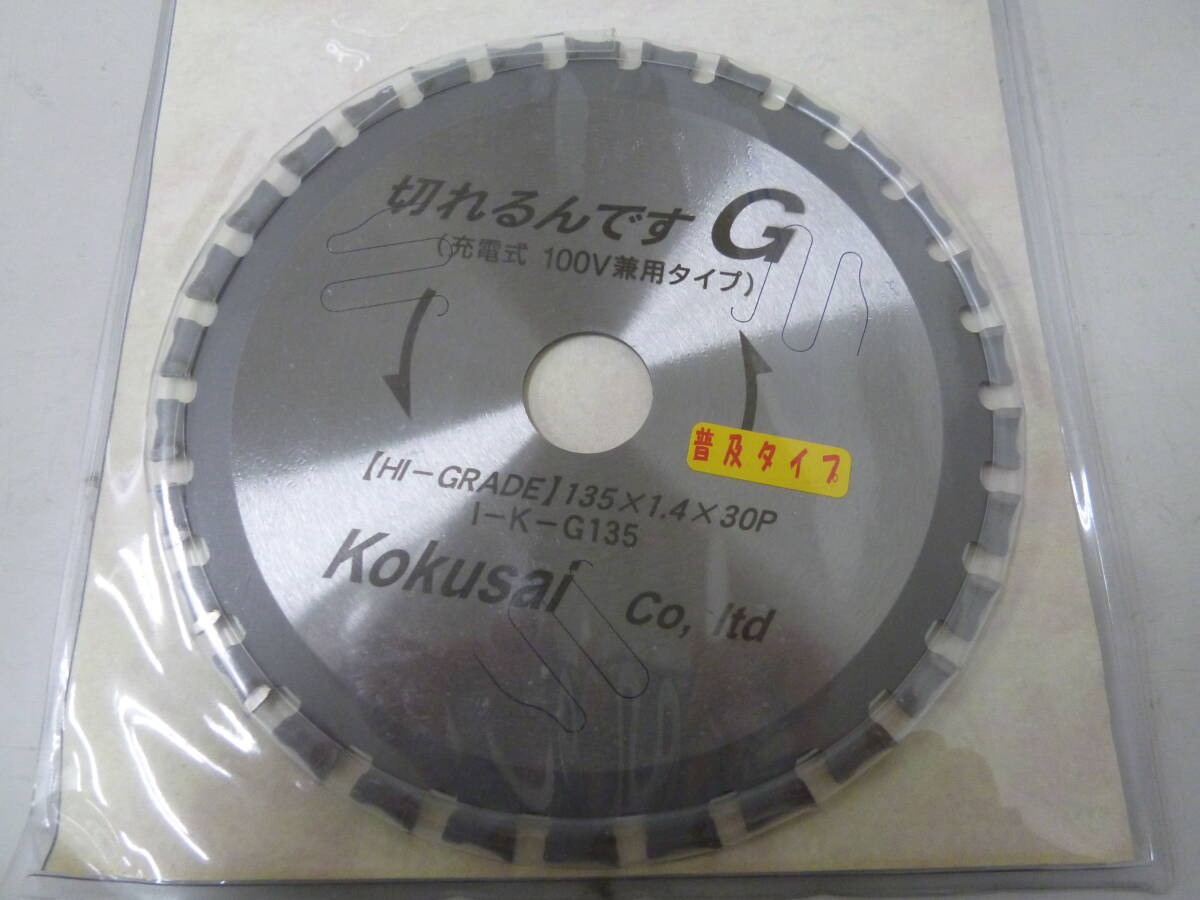 切れるんですG
(充電式 100V兼用タイプ)
普及タイプ
【HI-GRADE】135×1.4×30P
I-K-G135
Kokusai Co, ltd